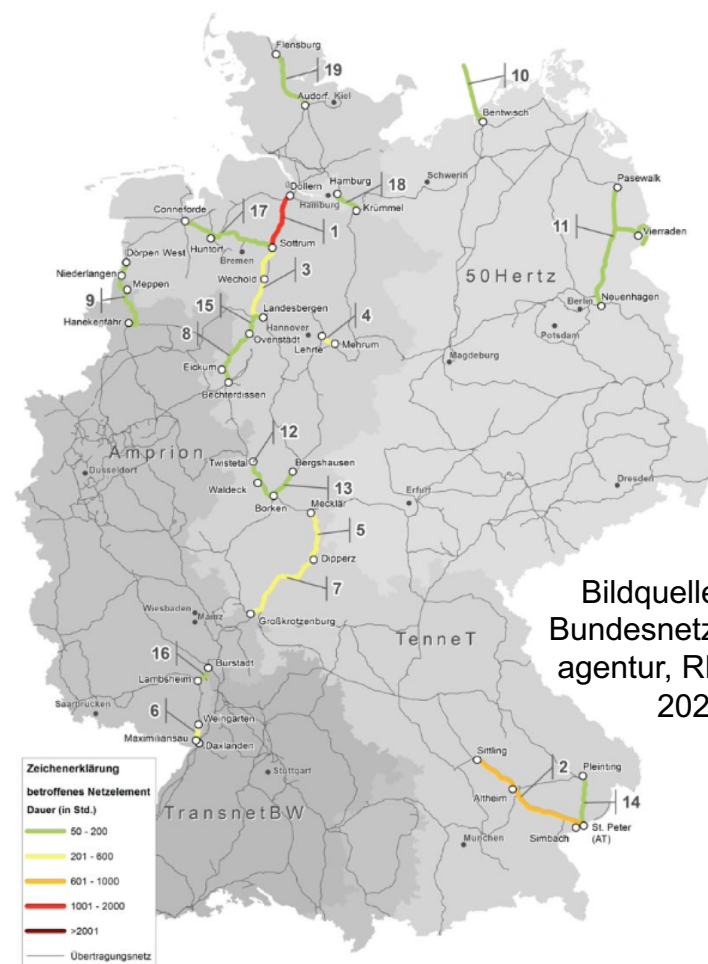 Flensburg
19
Audorf
Kiel
10
Bentwisch
Pasewalk
Schwerin
Hamburg
Dollern
Hamburg
18
Krümmel
Conneforde
17
1
11
Vierraden
Huntorf
Sottrum
Bremen
Dörpen West
Wechold
3
50Hertz
Niederlangen
Meppen
9
15
Landesbergen
Berlin
Neuenhagen
Hannover
4
Potsdam
Hanekenfähr
8
Ovenstädt
Lehrte
Mehrum
Magdeburg
Eickum
Bechterdissen
12
Amprion
Twistetal
Bergshausen
Düsseldorf
Waldeck
13
Dresden
Borken
Mecklar
Erfurt
5
Dipperz
7
Wiesbaden
Mainz
Großkrotzenburg
TenneT
Bildquelle
Bundesnetz
agentur, R
202
16
Burstadt
Lambsheim
Saarbrücken
6
Weingarten
Maximiliansau
Daxlanden
Sittling
2
Pleinting
Stuttgart
Altheim
14
TransnetBW
Simbach
St. Peter
(AT)
München
Zeichenerklärung
betroffenes Netzelement
Dauer (in Std.)
50 - 200
201 - 600
601 - 1000
1001 - 2000
>2001
Übertragungsnetz